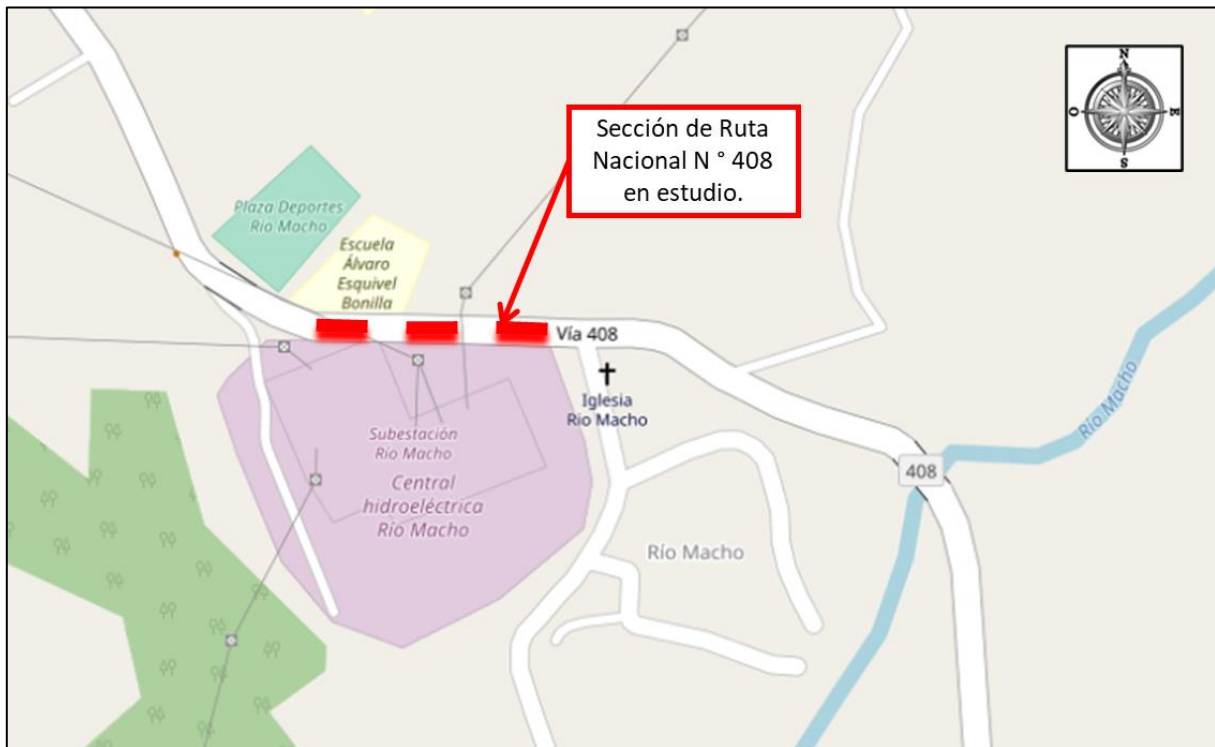 N
O
E
S
Sección de Ruta
Nacional N ° 408
en estudio.
Plaza Deportes
Río Macho
Escuela
Álvaro
Esquivel
Bonilla
Vía 408
Iglesia
Rio Macho
Río Macho
Subestación
Río Macho
Central
hidroeléctrica
Río Macho
408
Río Macho